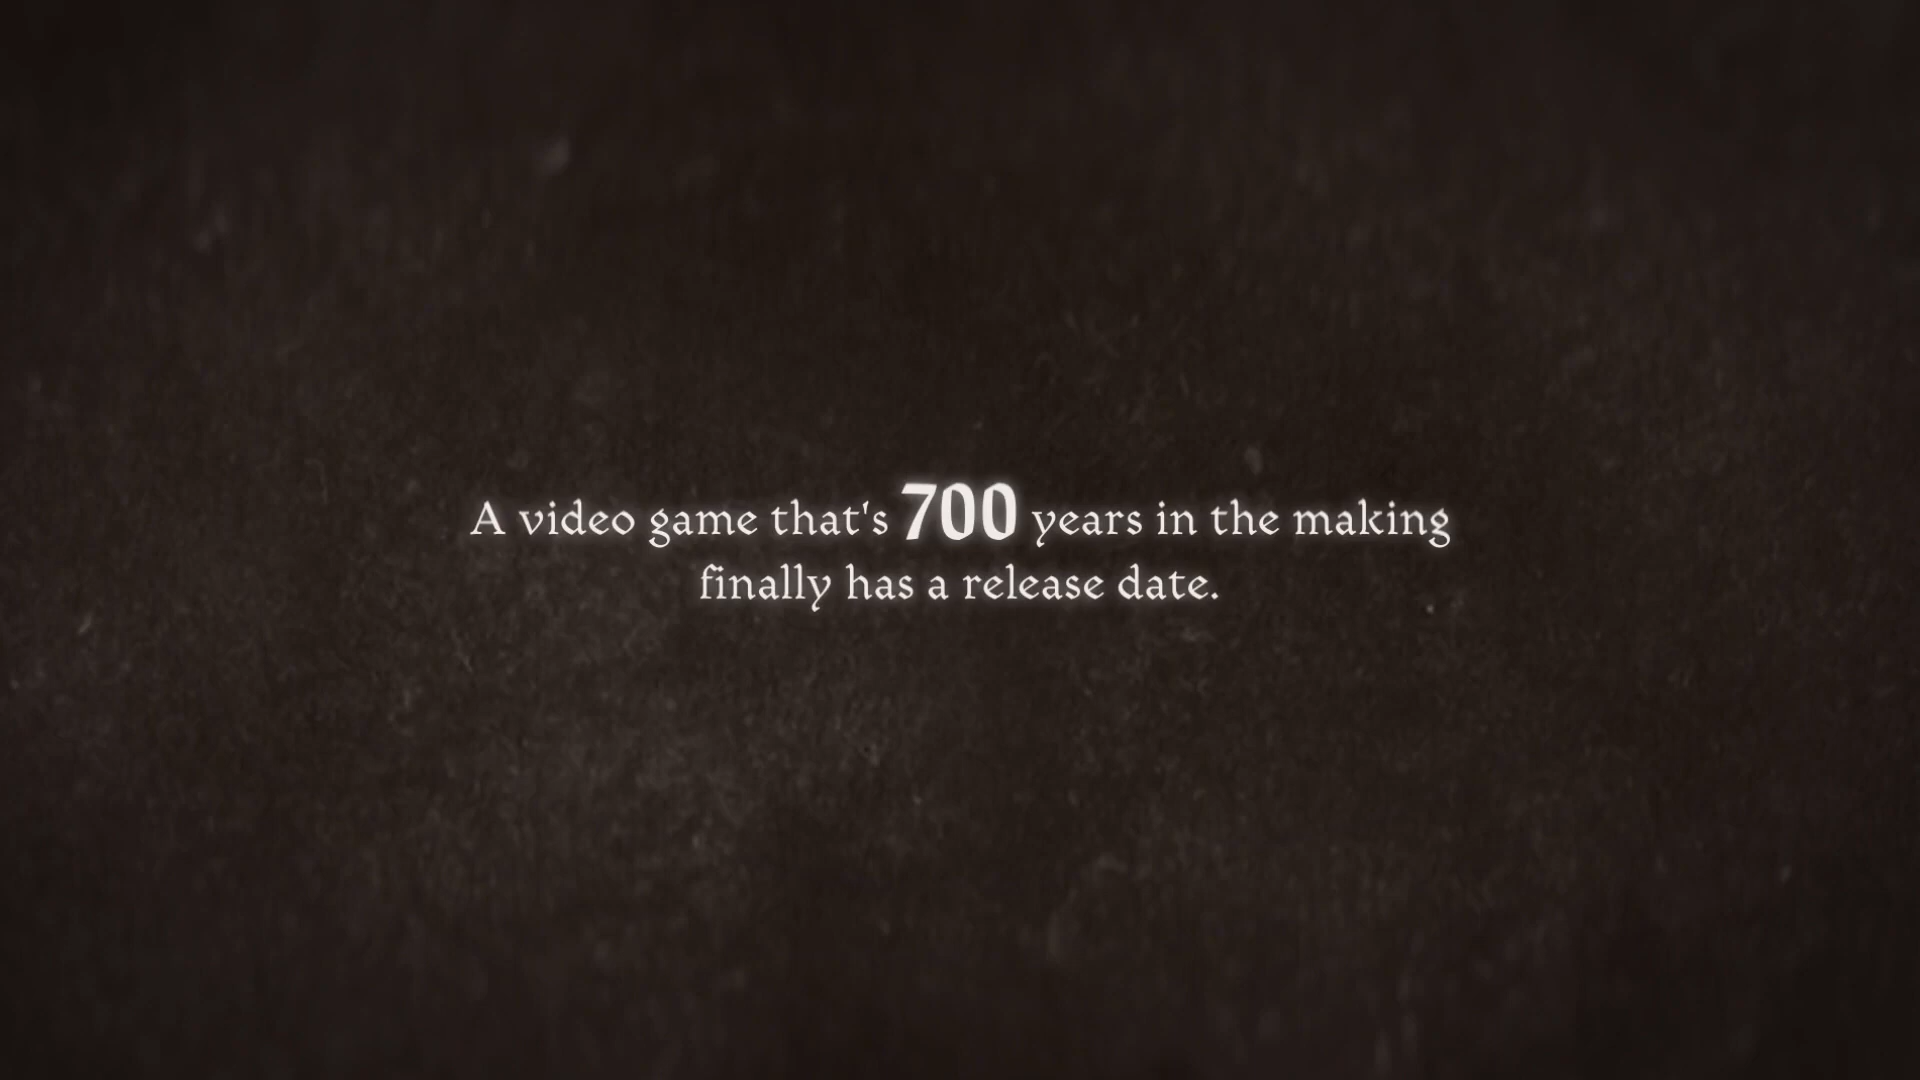 A video game that's 700 years in the making
finally has a release date.